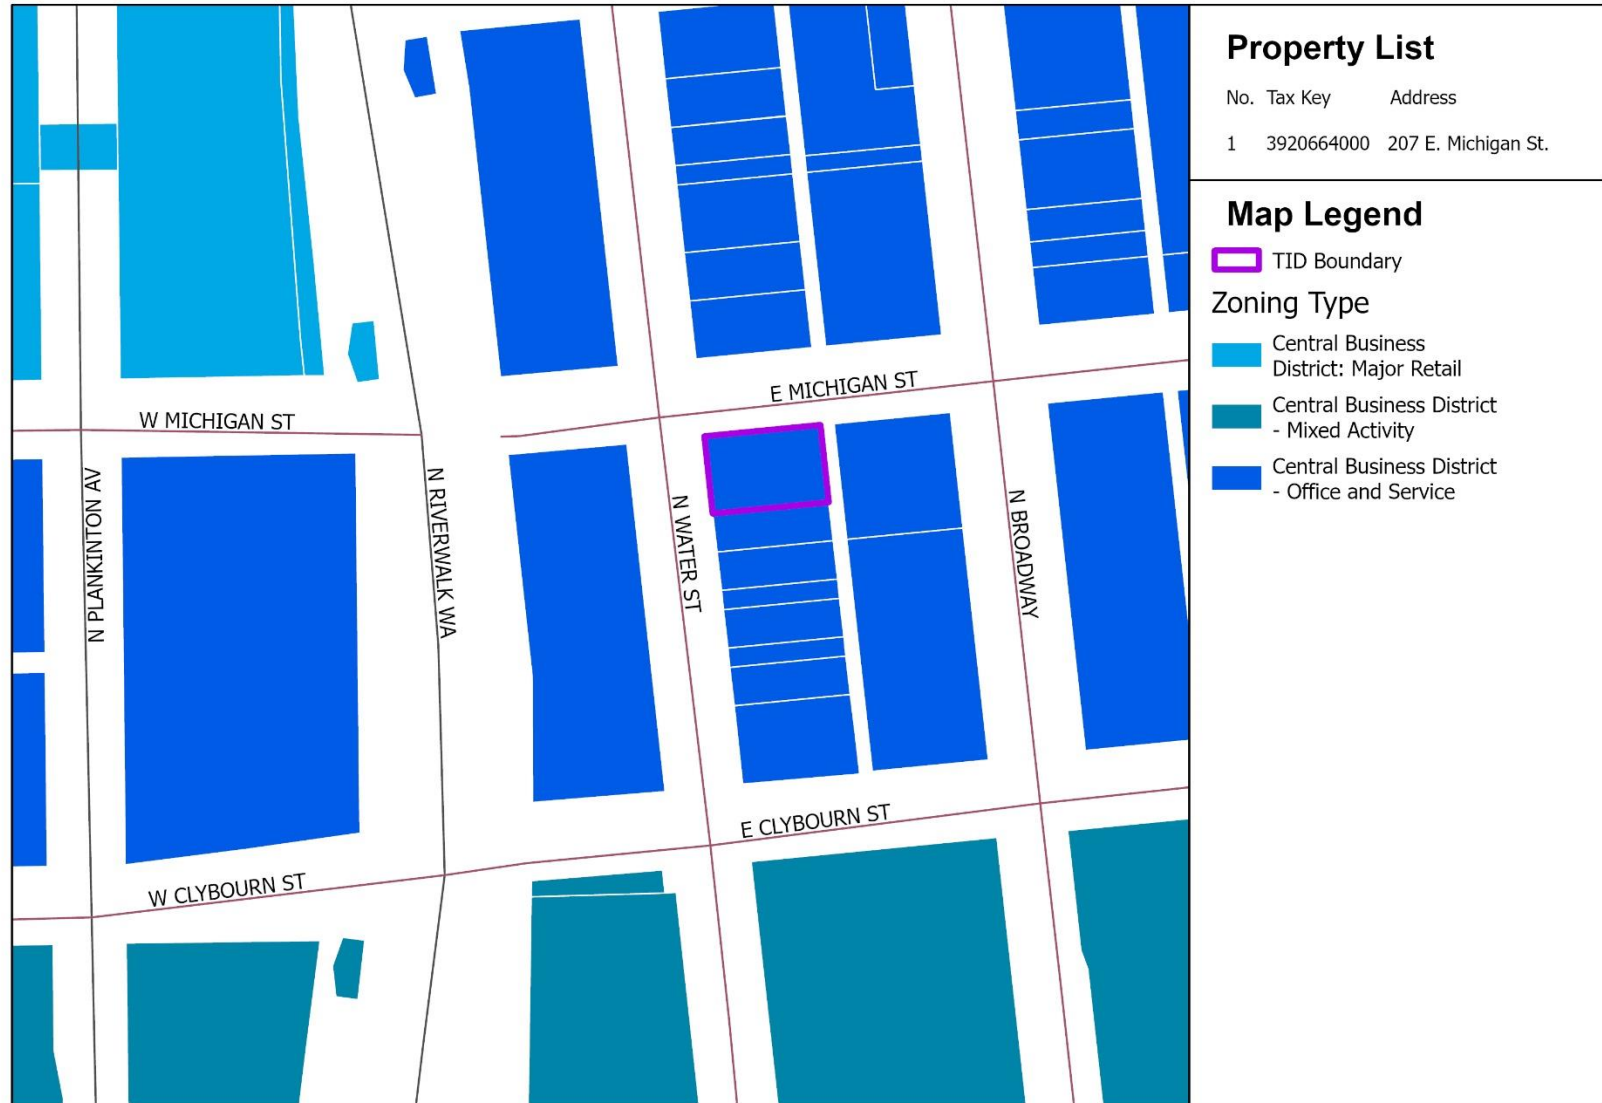 Property List
No. Tax Key Address
1 3920664000 207 E. Michigan St.
Map Legend
TID Boundary
Zoning Type
Central Business
District: Major Retail
Central Business District
- Mixed Activity
Central Business District
- Office and Service
E MICHIGAN ST
W MICHIGAN ST
N PLANKINTON AV
N RIVERWALK WA
N WATER ST
N BROADWAY
E CLYBOURN ST
W CLYBOURN ST